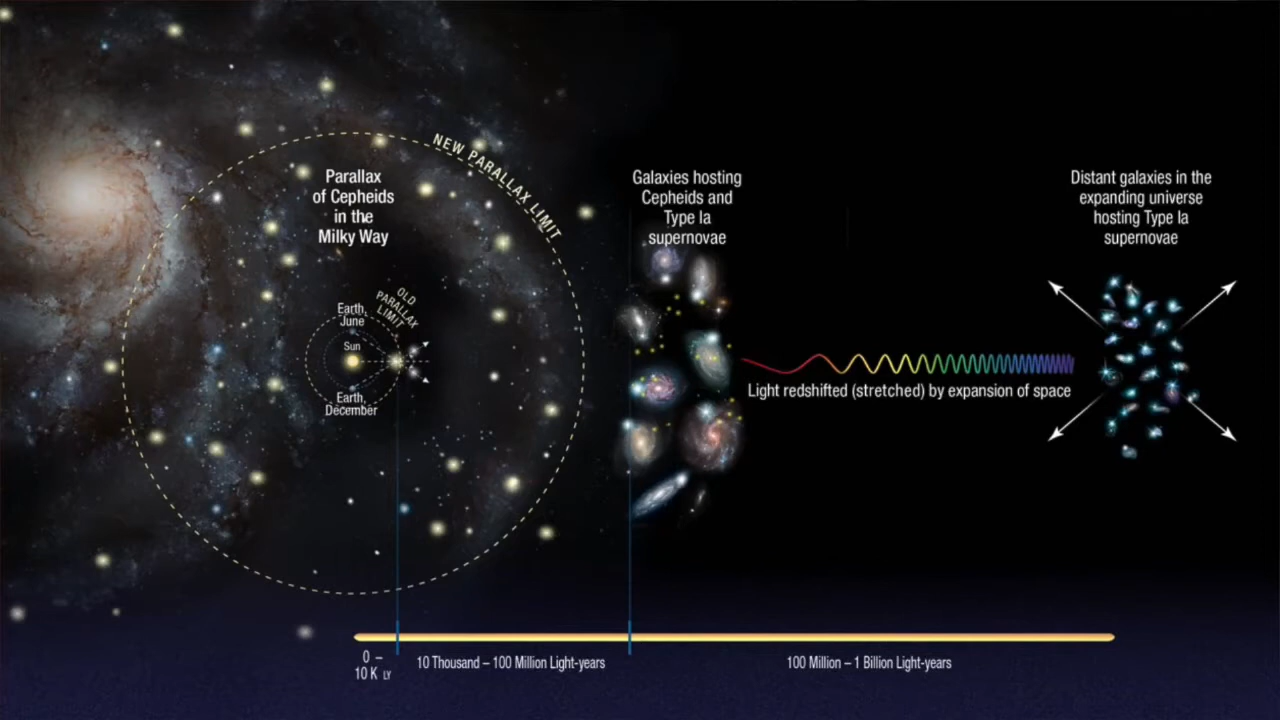 NEW PARALLAX LIMIT
Parallax
of Cepheids
in the
Milky Way
Galaxies hosting
Cepheids and
Type Ia
supernovae
Distant galaxies in the
expanding universe
hosting Type Ia
supernovae
OLD
PARALLAX
LIMIT
Earth,
June
Sun
Earth,
December
Light redshifted (stretched) by expansion of space
0 –
10 K LY
10 Thousand – 100 Million Light-years
100 Million – 1 Billion Light-years